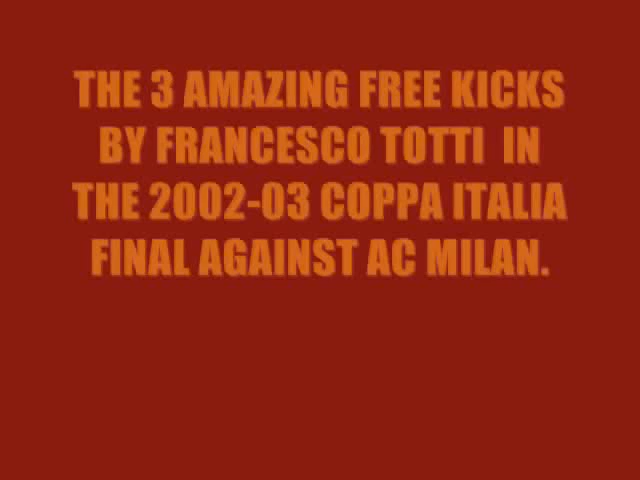 THE 3 AMAZING FREE KICKS
BY FRANCESCO TOTTI IN
THE 2002-03 COPPA ITALIA
FINAL AGAINST AC MILAN.